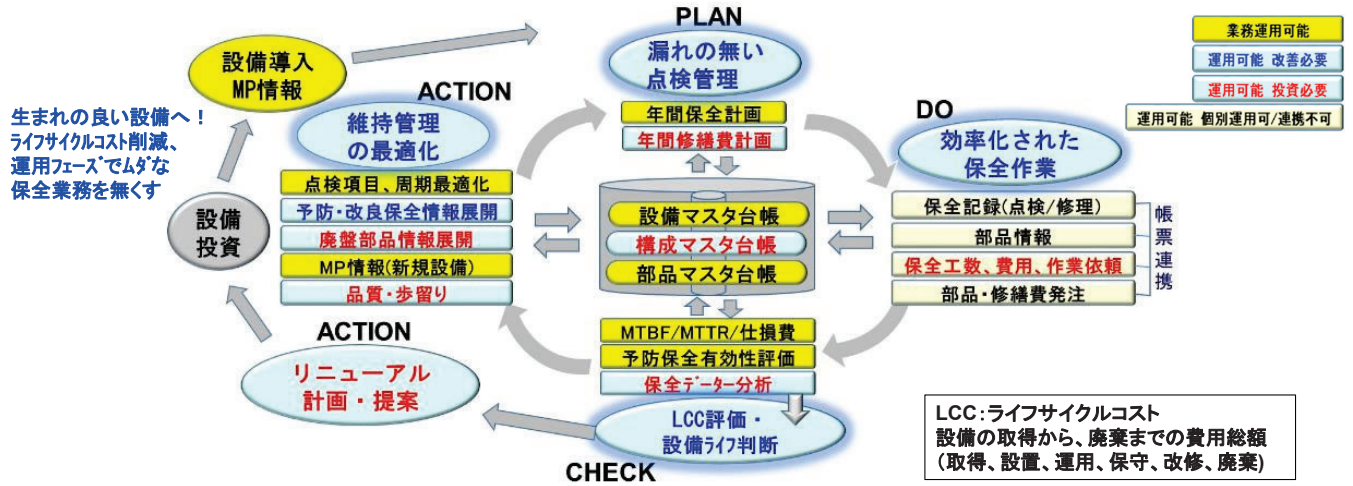 PLAN
漏れの無い
点検管理
年間保全計画
年間修繕費計画
設備導入
MP情報
生まれの良い設備へ！
ﾗｲﾌｻｲｸﾙｺｽﾄ削減、
運用ﾌｪｰｽﾞでﾑﾀﾞな
保全業務を無くす
設備
投資
ACTION
維持管理
の最適化
点検項目、周期最適化
予防・改良保全情報展開
廃盤部品情報展開
MP情報(新規設備)
品質・歩留り
設備マスタ台帳
構成マスタ台帳
部品マスタ台帳
DO
効率化された
保全作業
保全記録(点検/修理)
部品情報
保全工数、費用、作業依頼
部品・修繕費発注
帳票連携
業務運用可能
運用可能 改善必要
運用可能 投資必要
運用可能 個別運用可/連携不可
MTBF/MTTR/仕損費
予防保全有効性評価
保全ﾃﾞｰﾀｰ分析
LCC評価・
設備ﾗｲﾌ判断
CHECK
ACTION
リニューアル
計画・提案
LCC：ライフサイクルコスト
設備の取得から、廃棄までの費用総額
（取得、設置、運用、保守、改修、廃棄)